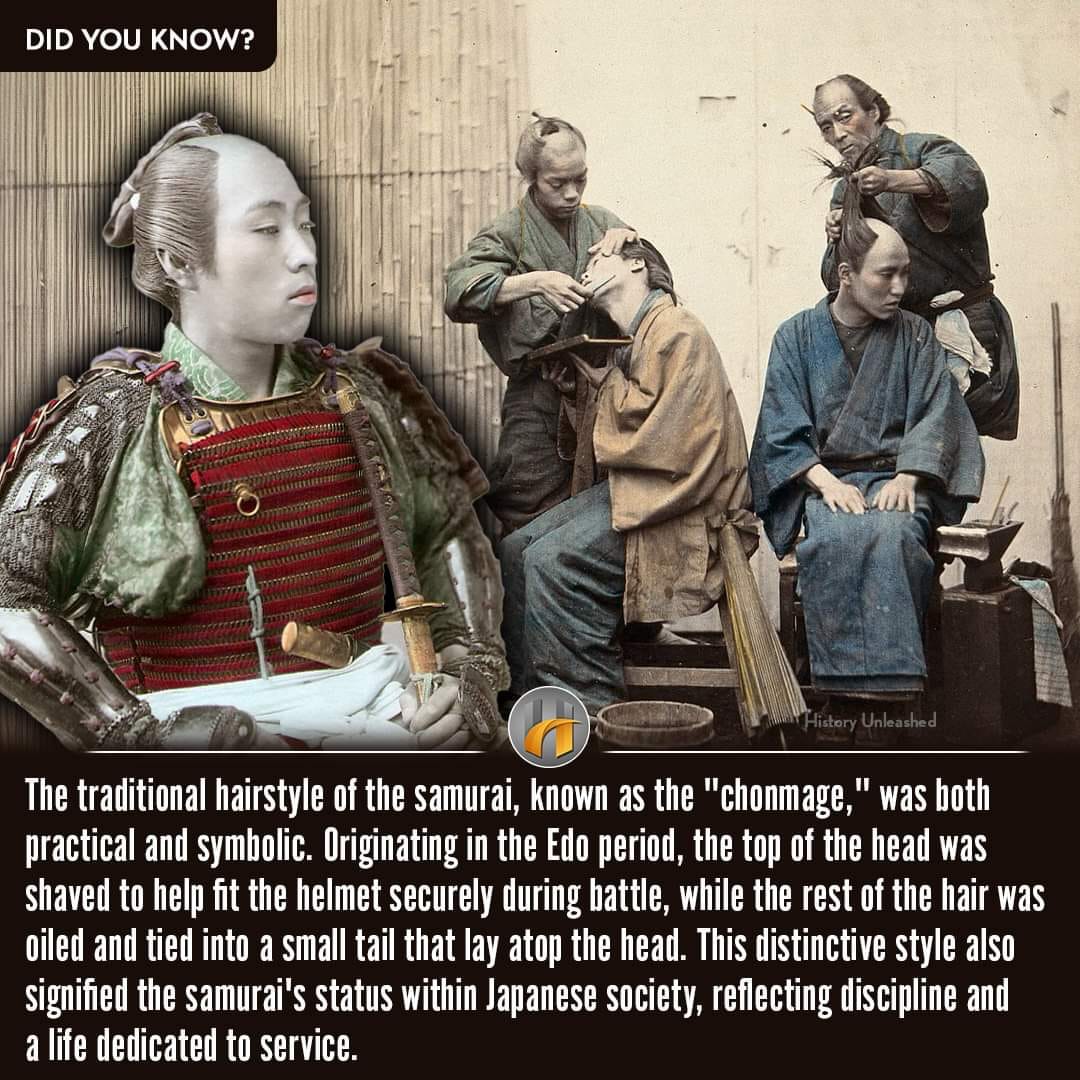 DID YOU KNOW?
History Unleashed
The traditional hairstyle of the samurai, known as the "chonmage," was both
practical and symbolic. Originating in the Edo period, the top of the head was
shaved to help fit the helmet securely during battle, while the rest of the hair was
oiled and tied into a small tail that lay atop the head. This distinctive style also
signified the samurai's status within Japanese society, reflecting discipline and
a life dedicated to service.